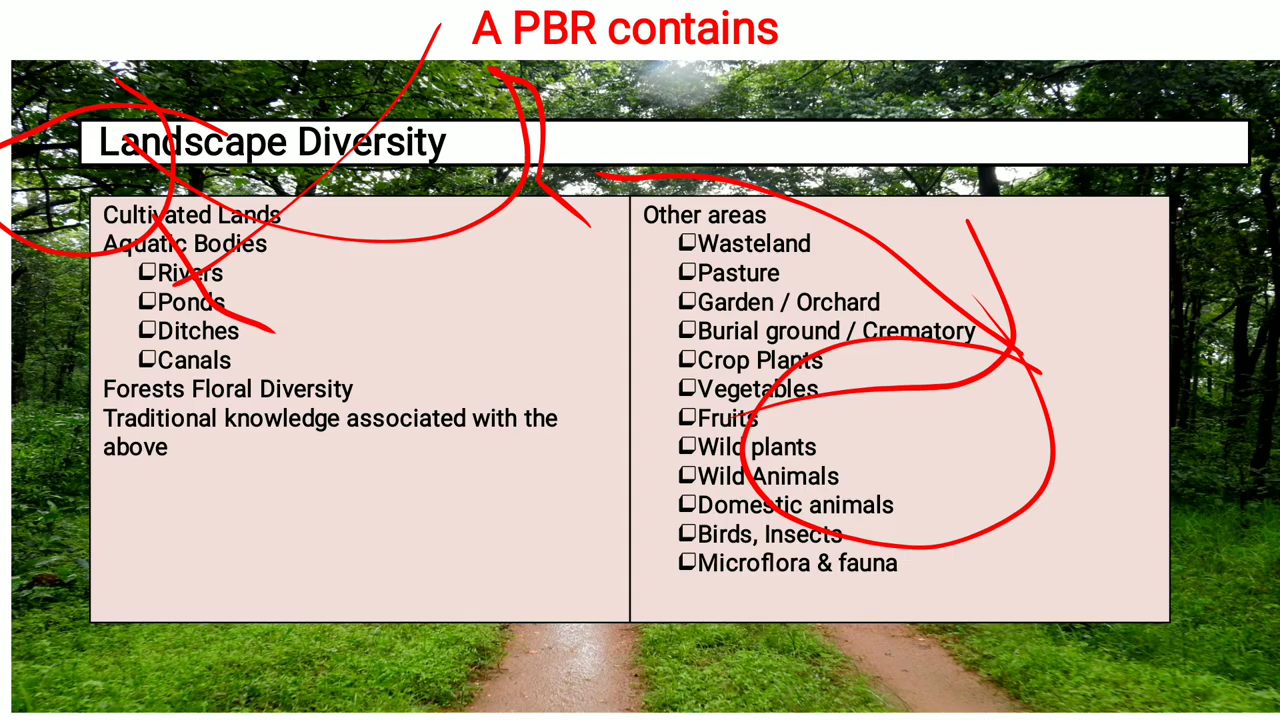 A PBR contains
Landscape Diversity
Cultivated Lands
Aquatic Bodies
❑Rivers
❑Ponds
❑Ditches
❑Canals
Forests Floral Diversity
Traditional knowledge associated with the
above
Other areas
❑Wasteland
❑Pasture
❑Garden / Orchard
❑Burial ground / Crematory
❑Crop Plants
❑Vegetables
❑Fruits
❑Wild plants
❑Wild Animals
❑Domestic animals
❑Birds, Insects
❑Microflora & fauna